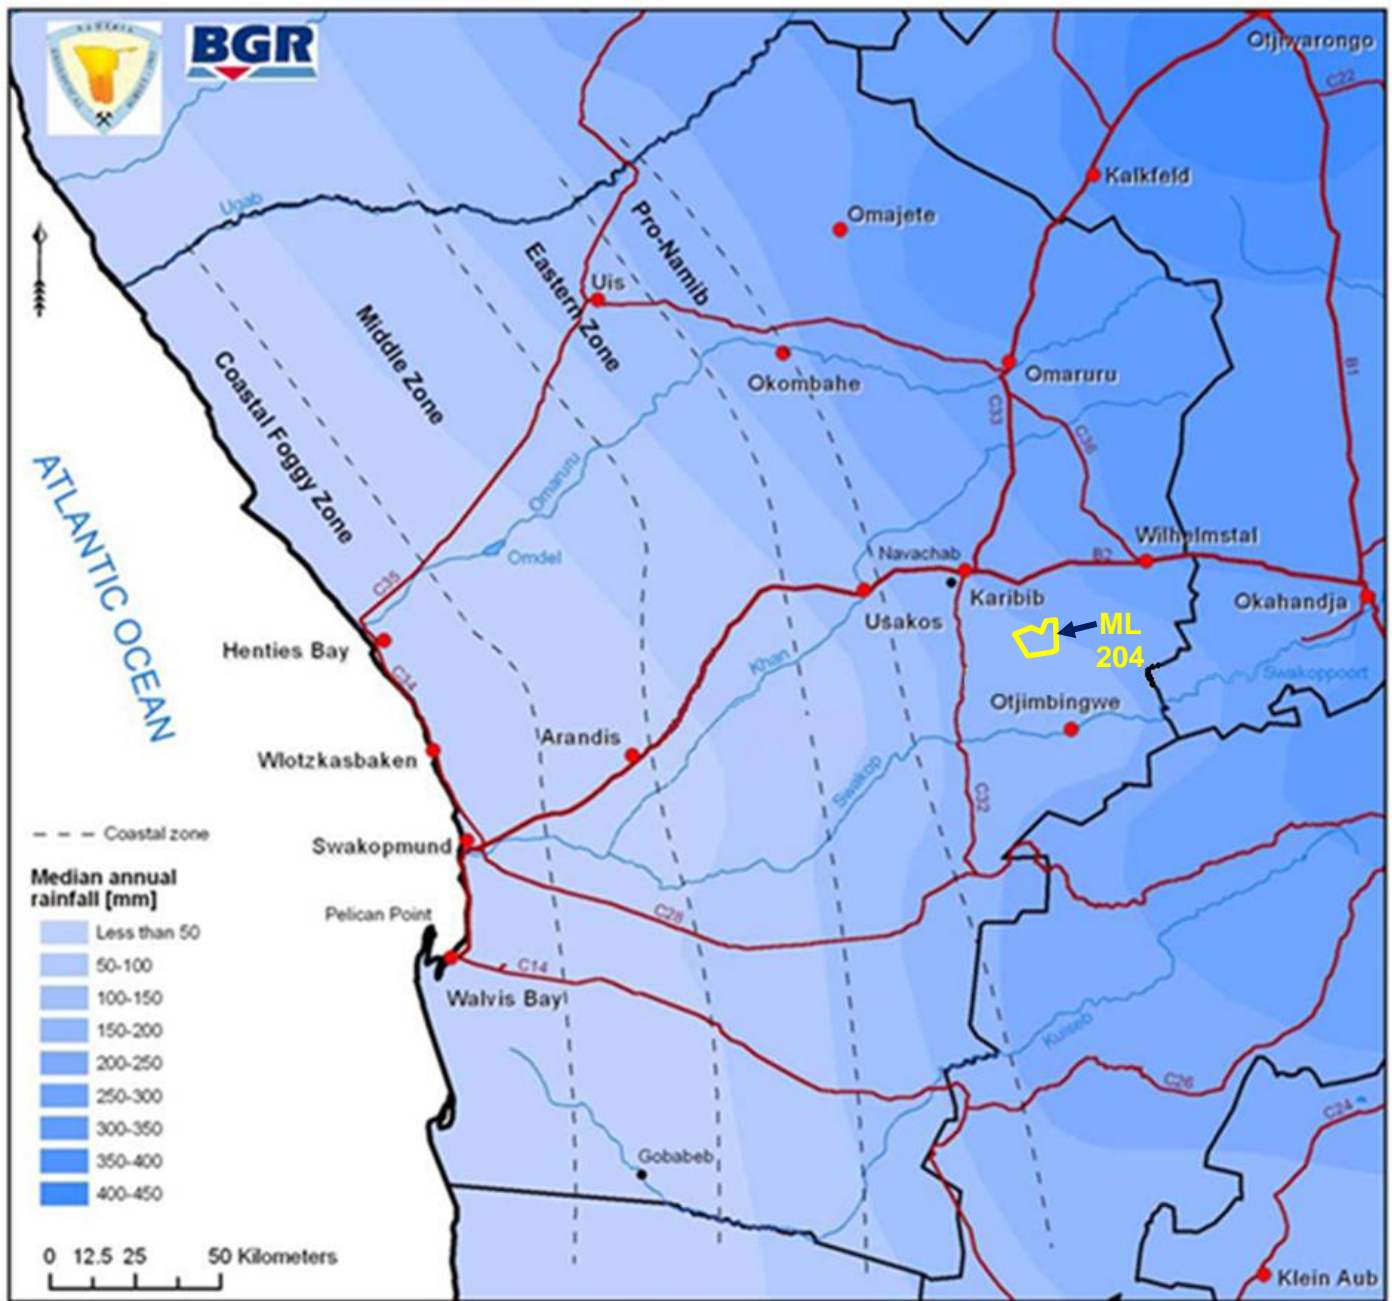 BGR
Otjiwarongo
C22
Kalkfeld
Omajete
Ugab
Pro-Namib
Eastern Zone
Uis
Middle Zone
Coastal Foggy Zone
B1
Okombahe
Omaruru
C33
C36
ATLANTIC OCEAN
Omaruru
Omdel
C35
Wilhelmstal
Navachab
B2
Karibib
Usakos
Okahandja
ML
204
Henties Bay
C34
Khan
Swakoppoort
Otjimbingwe
Arandis
Wlotzkasbaken
Swakop
C32
Coastal zone
Swakopmund
Median annual
rainfall [mm]
Pelican Point
C28
Less than 50
50-100
C14
100-150
Walvis Bay
150-200
Kuiseb
200-250
C26
250-300
C24
300-350
Gobabeb
350-400
400-450
0 12.5 25 50 Kilometers
Klein Aub